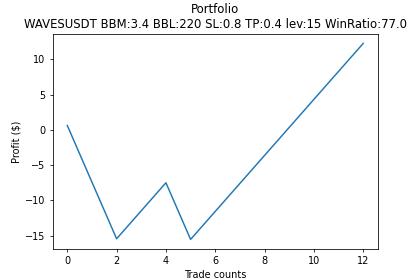 Portfolio
WAVESUSDT BBM:3.4 BBL:220 SL:0.8 TP:0.4 lev:15 WinRatio:77.0
10
5
0
−5
−10
−15
Profit ($)
0 2 4 6 8 10 12
Trade counts